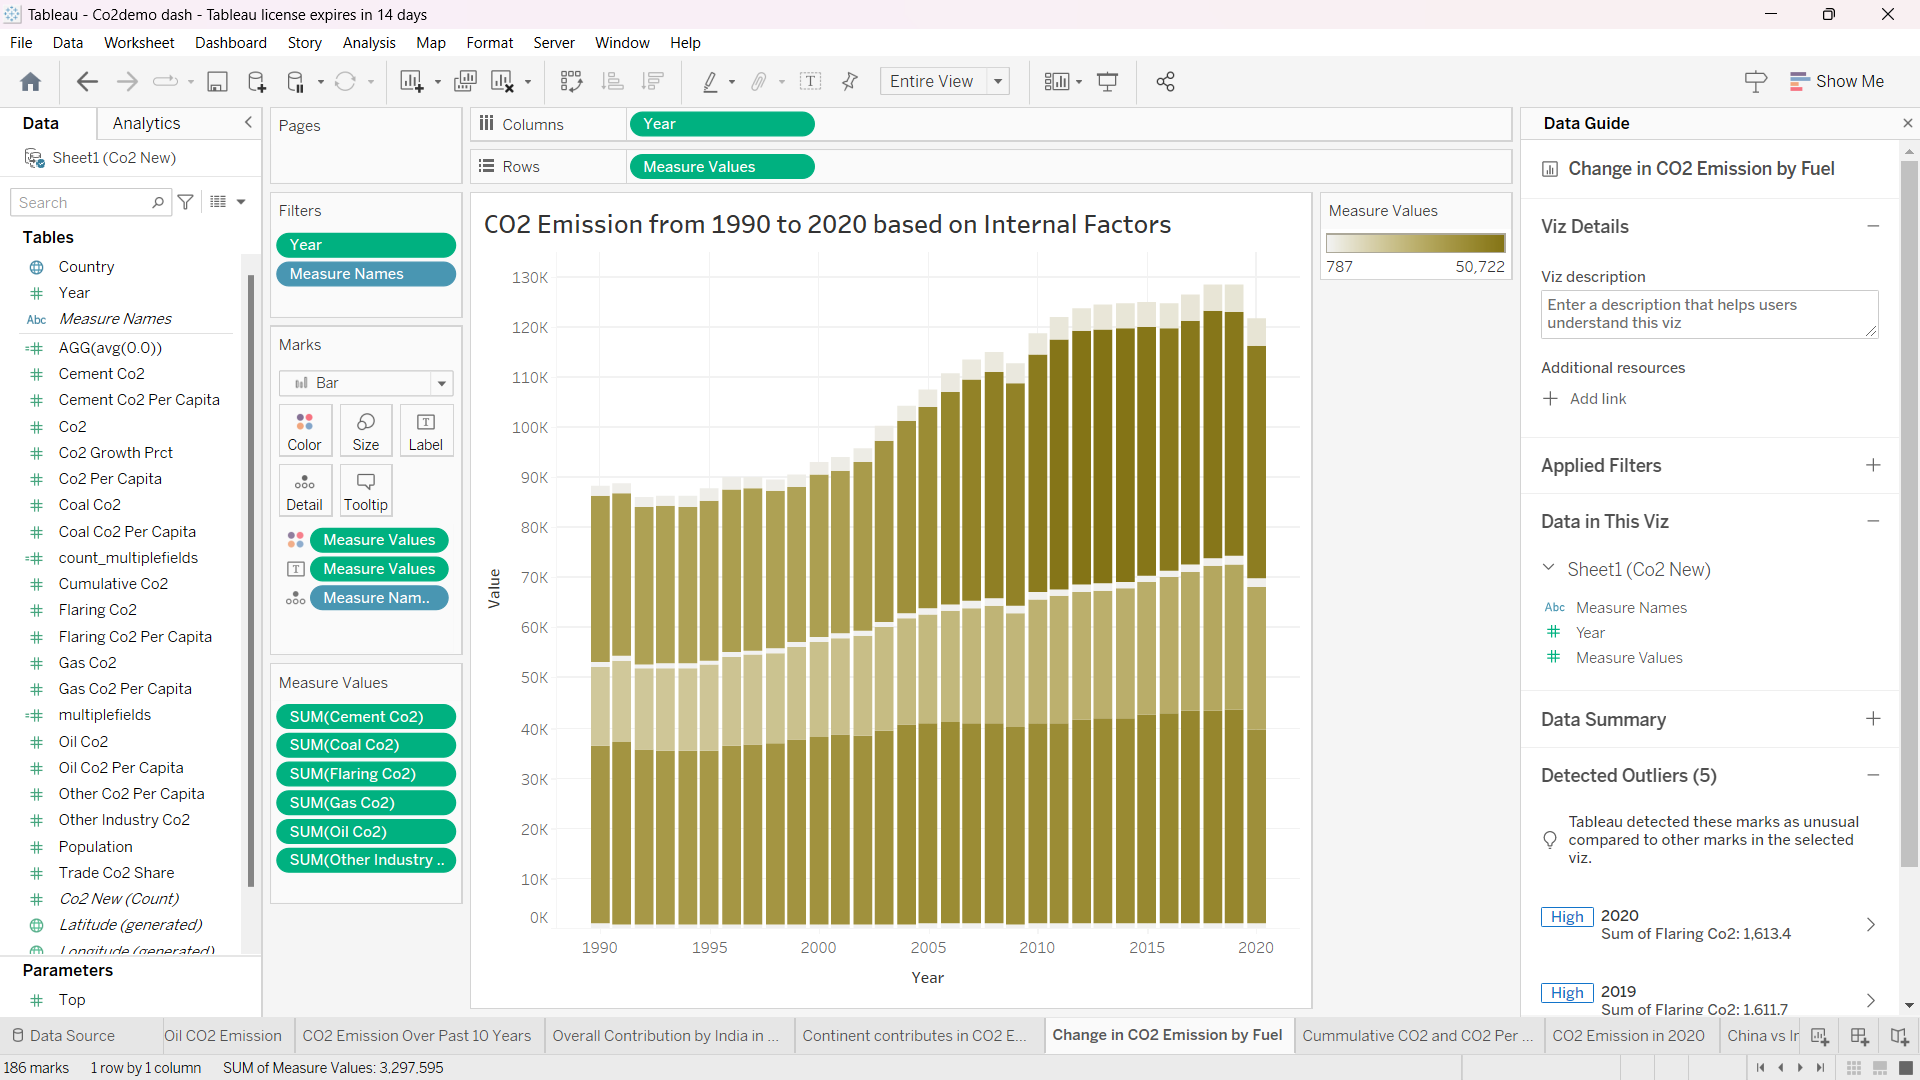 Tableau - Co2demo dash - Tableau license expires in 14 days
File Data Worksheet Dashboard Story Analysis Map Format Server Window Help
Entire View
Show Me
Data Analytics
Sheet1 (Co2 New)
Search
Tables
Country
Year
Abc Measure Names
AGG(avg(0.0))
Cement Co2
Cement Co2 Per Capita
Co2
Co2 Growth Prct
Co2 Per Capita
Coal Co2
Coal Co2 Per Capita
count_multiplefields
Cumulative Co2
Flaring Co2
Flaring Co2 Per Capita
Gas Co2
Gas Co2 Per Capita
multiplefields
Oil Co2
Oil Co2 Per Capita
Other Co2 Per Capita
Other Industry Co2
Population
Trade Co2 Share
Co2 New (Count)
Latitude (generated)
Longitude (generated)
Parameters
Top
Pages
Filters
Year
Measure Names
Marks
Bar
Color Size Label
Detail Tooltip
Measure Values
Measure Values
Measure Nam..
Measure Values
SUM(Cement Co2)
SUM(Coal Co2)
SUM(Flaring Co2)
SUM(Gas Co2)
SUM(Oil Co2)
SUM(Other Industry ..
Columns Year
Rows Measure Values
CO2 Emission from 1990 to 2020 based on Internal Factors
130K
120K
110K
100K
90K
80K
70K
60K
50K
40K
30K
20K
10K
0K
Value
1990 1995 2000 2005 2010 2015 2020
Year
Measure Values
787 50,722
Data Guide
Change in CO2 Emission by Fuel
Viz Details
Viz description
Enter a description that helps users
understand this viz
Additional resources
Add link
Applied Filters
Data in This Viz
Sheet1 (Co2 New)
Abc Measure Names
Year
Measure Values
Data Summary
Detected Outliers (5)
Tableau detected these marks as unusual
compared to other marks in the selected
viz.
High 2020
Sum of Flaring Co2: 1,613.4
High 2019
Sum of Flaring Co2: 1,611.7
Data Source Oil CO2 Emission CO2 Emission Over Past 10 Years Overall Contribution by India in ... Continent contributes in CO2 E... Change in CO2 Emission by Fuel Cummulative CO2 and CO2 Per ... CO2 Emission in 2020 China vs Ir
186 marks 1 row by 1 column SUM of Measure Values: 3,297,595